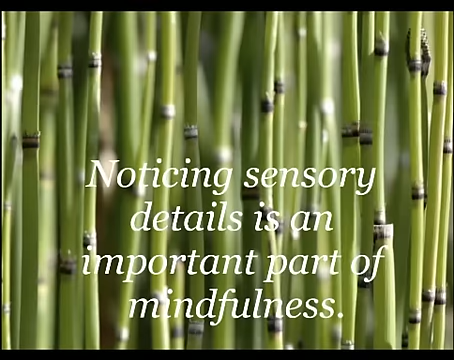 Noticing sensory
details is an
important part of
mindfulness.